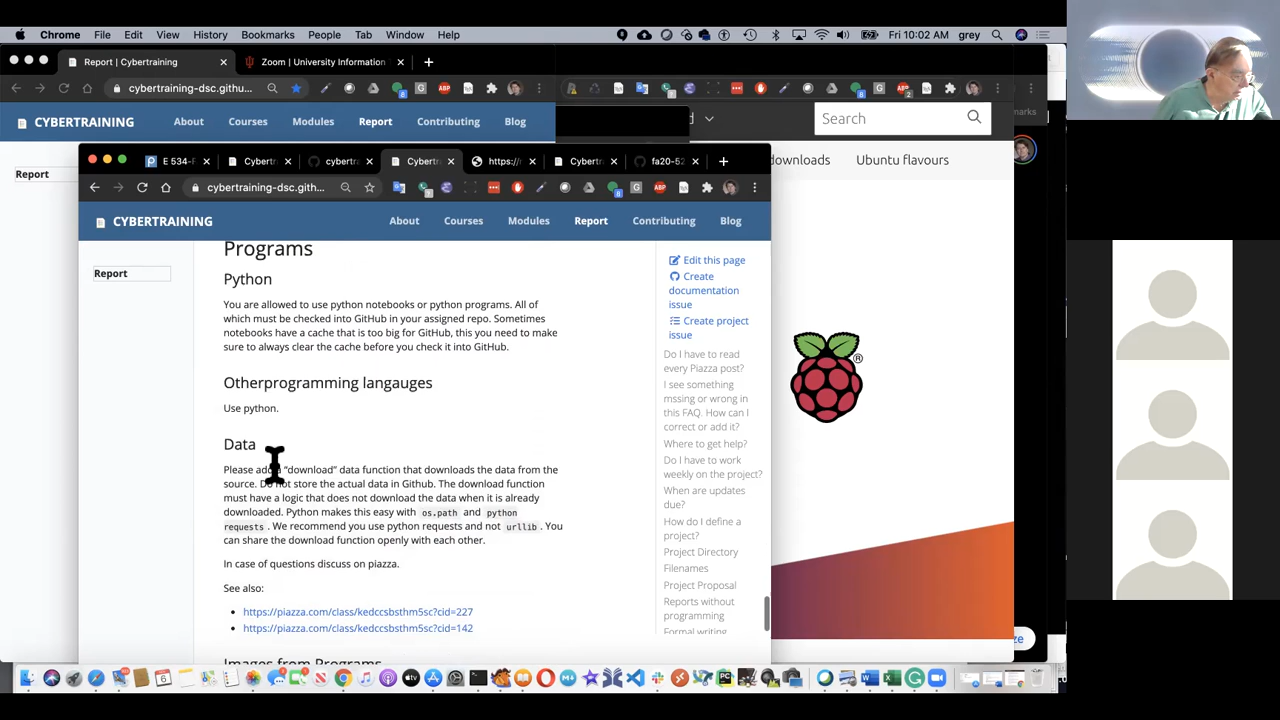 Chrome File Edit View History Bookmarks People Tab Window Help Fri 10:02 AM grey
Report | Cybertraining
Zoom | University Information
cybertraining-dsc.githu...
CYBERTRAINING
About Courses Modules Report Contributing Blog
Search
downloads Ubuntu flavours
Report
E 534-F
Cybertr
cybertr
Cybertr
https://r
Cybertr
fa20-52
cybertraining-dsc.gith...
CYBERTRAINING
About Courses Modules Report Contributing Blog
Report
Programs
Python
You are allowed to use python notebooks or python programs. All of
which must be checked into GitHub in your assigned repo. Sometimes
notebooks have a cache that is too big for GitHub, this you need to make
sure to always clear the cache before you check it into GitHub.
Otherprogramming langauges
Use python.
Data
Please add a “download” data function that downloads the data from the
source. Do not store the actual data in Github. The download function
must have a logic that does not download the data when it is already
downloaded. Python makes this easy with os.path and python
requests. We recommend you use python requests and not urllib. You
can share the download function openly with each other.
In case of questions discuss on piazza.
See also:
https://piazza.com/class/kedccsbsthm5sc?cid=227
https://piazza.com/class/kedccsbsthm5sc?cid=142
Images from Programs
Edit this page
Create
documentation
issue
Create project
issue
Do I have to read
every Piazza post?
I see something
mssing or wrong in
this FAQ. How can I
correct or add it?
Where to get help?
Do I have to work
weekly on the project?
When are updates
due?
How do I define a
project?
Project Directory
Filenames
Project Proposal
Reports without
programming
Formal writing